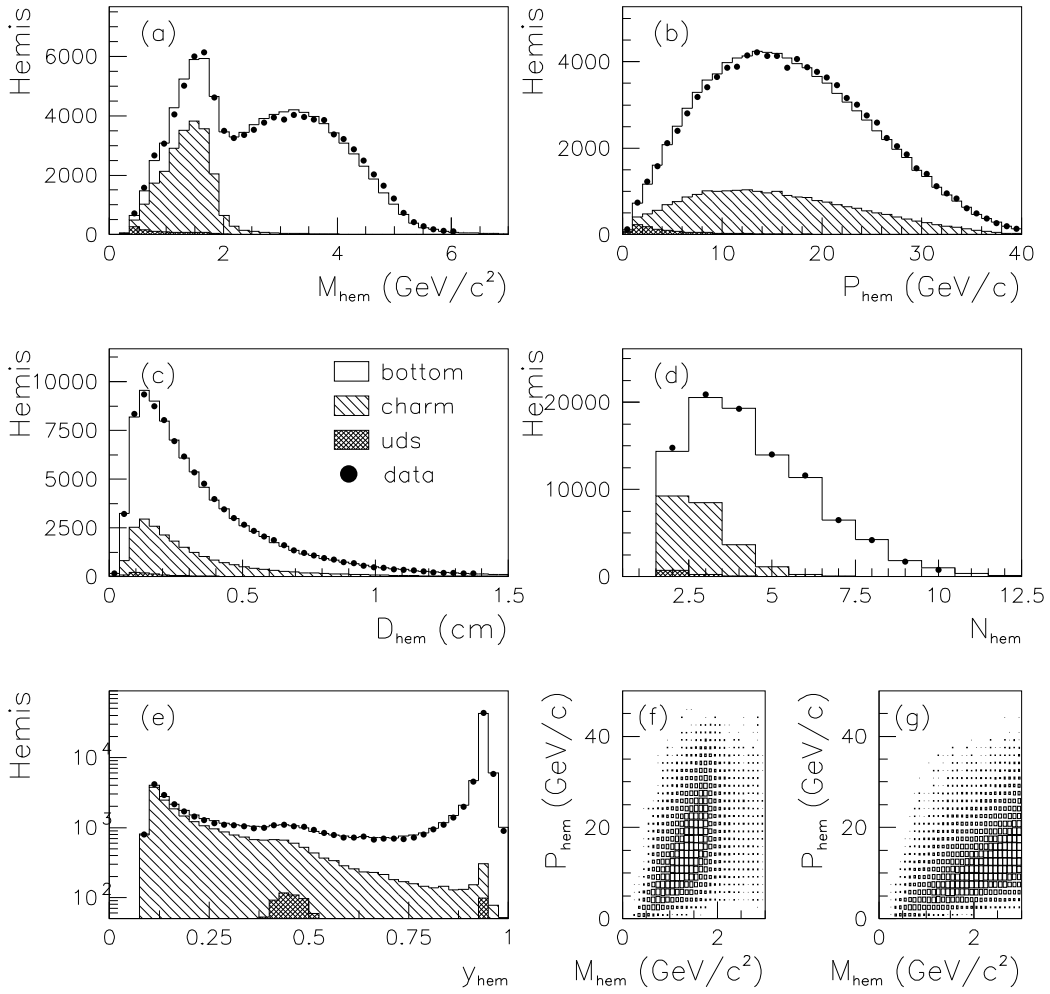 Hemis
(a)
6000
4000
2000
0
0 2 4 6
M_hem (GeV/c²)
Hemis
(b)
4000
2000
0
0 10 20 30 40
P_hem (GeV/c)
Hemis
(c)
10000
7500
5000
2500
0
0 0.5 1 1.5
D_hem (cm)
bottom
charm
uds
data
Hemis
(d)
20000
10000
0
2.5 5 7.5 10 12.5
N_hem
Hemis
(e)
10⁴
10³
10²
0 0.25 0.5 0.75 1
y_hem
P_hem (GeV/c)
(f)
40
20
0
0 2
M_hem (GeV/c²)
P_hem (GeV/c)
(g)
40
20
0
0 2
M_hem (GeV/c²)